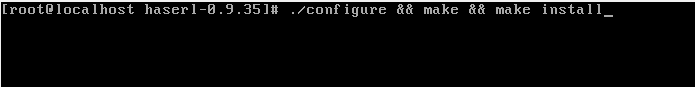 [root@localhost haserl-0.9.35]# ./configure && make && make install_